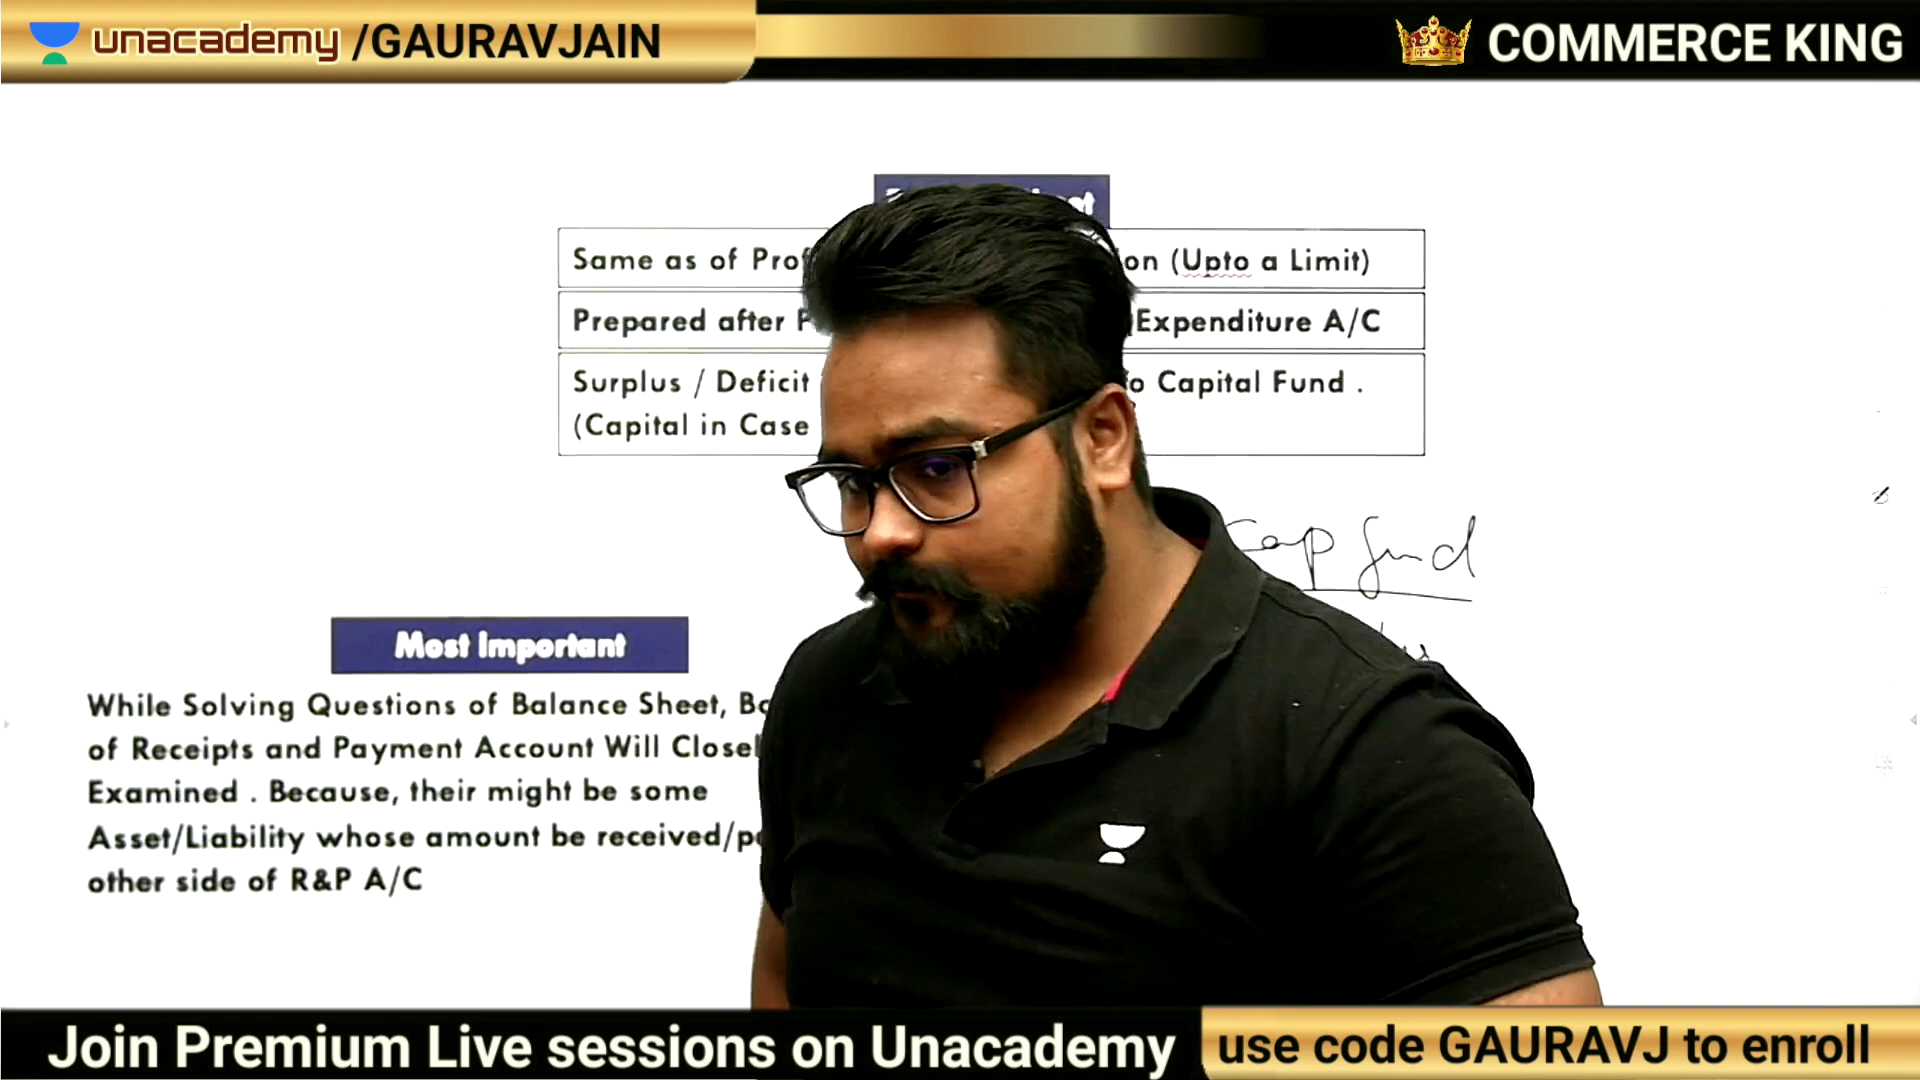 unacademy /GAURAVJAIN
COMMERCE KING
Same as of on (Upto a Limit)
Prepared after Expenditure A/C
Surplus / Deficit Capital Fund .
(Capital in Case
Cap fund
Most Important
While Solving Questions of Balance Sheet,
of Receipts and Payment Account Will
Examined . Because, their might be some
Asset/Liability whose amount be received/
other side of R&P A/C
Join Premium Live sessions on Unacademy
use code GAURAVJ to enroll